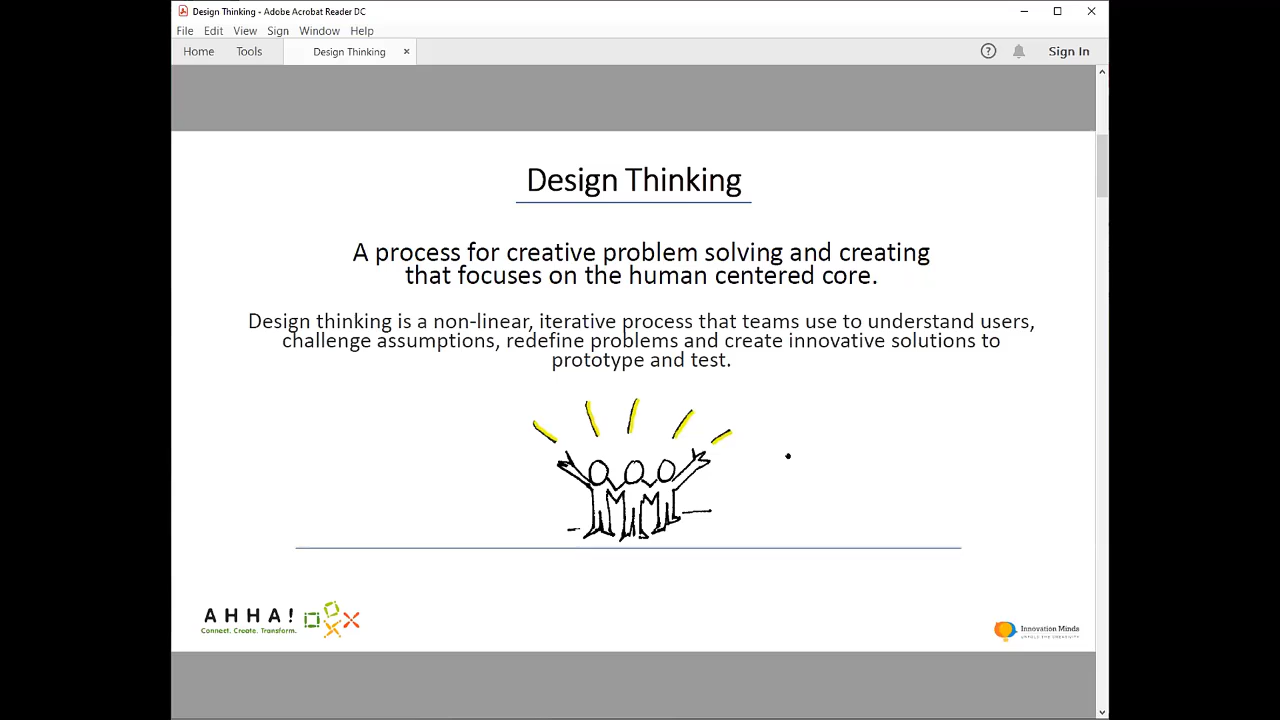 Design Thinking - Adobe Acrobat Reader DC
File Edit View Sign Window Help
Home Tools Design Thinking × ? Sign In
Design Thinking
A process for creative problem solving and creating
that focuses on the human centered core.
Design thinking is a non-linear, iterative process that teams use to understand users,
challenge assumptions, redefine problems and create innovative solutions to
prototype and test.
AHHA!
Connect. Create. Transform.
Innovation Minds
UNFOLD THE CREATIVITY